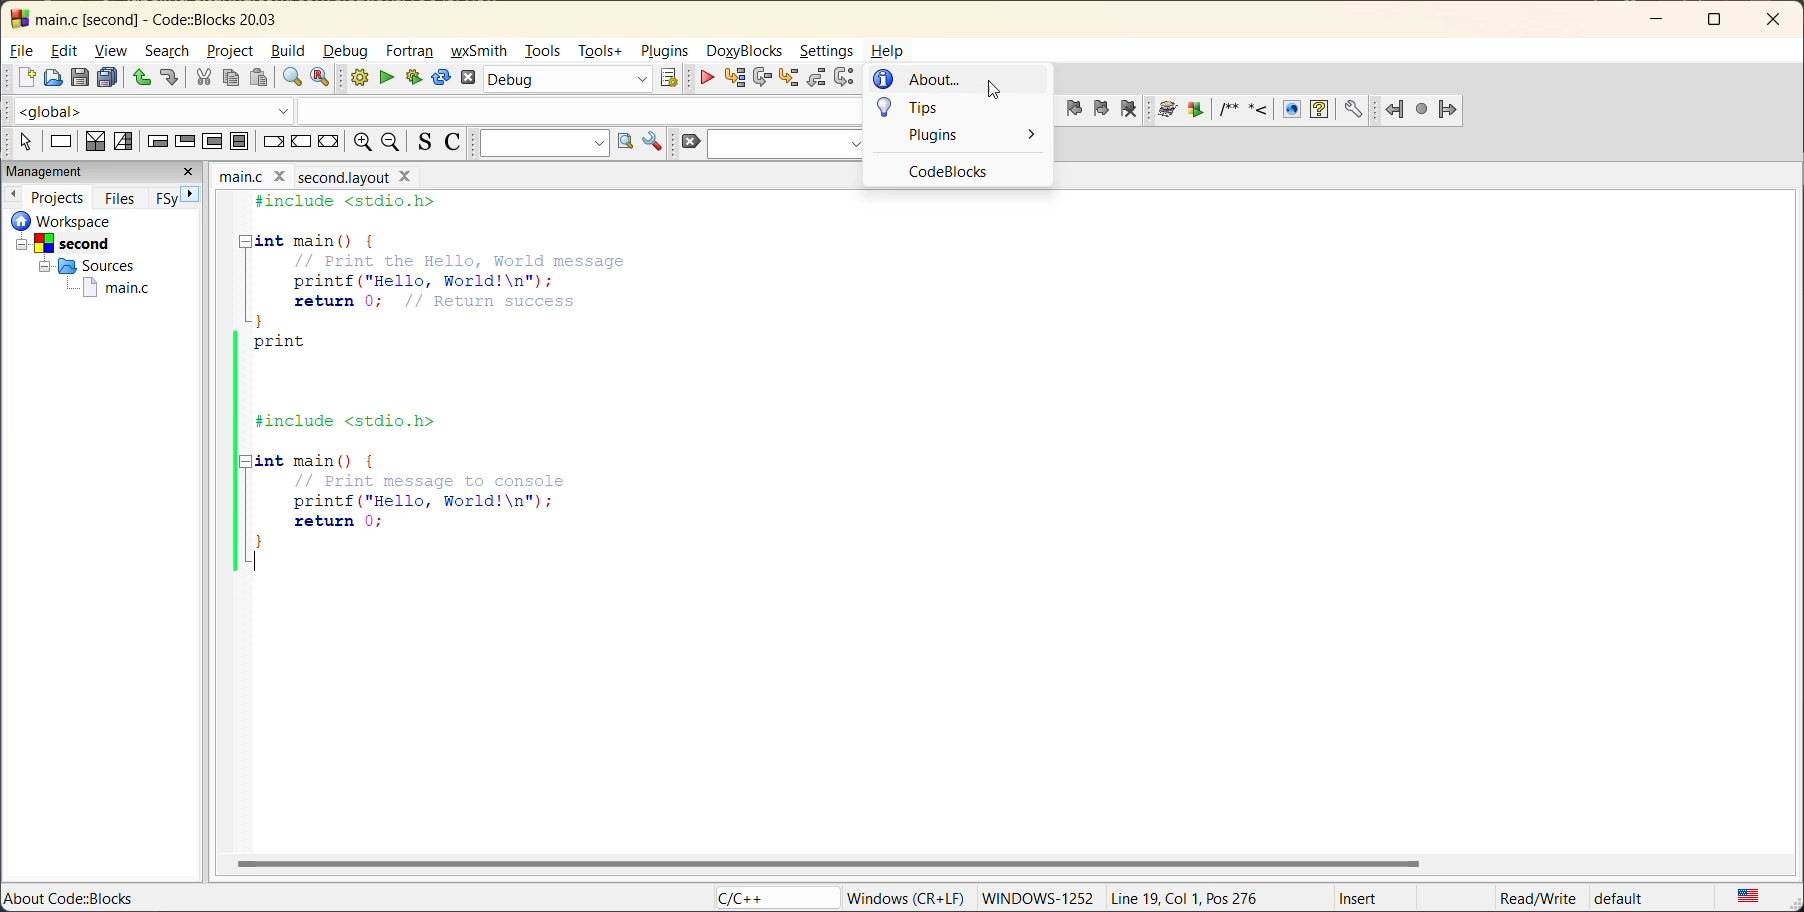 main.c [second] - Code::Blocks 20.03
File Edit View Search Project Build Debug Fortran wxSmith Tools Tools+ Plugins DoxyBlocks Settings Help
Debug
About...
Tips
Plugins
CodeBlocks
<global>
/** *<
S C
Management
Projects Files FSy
Workspace
second
Sources
main.c
main.c second.layout
#include <stdio.h>
int main() {
// Print the Hello, World message
printf("Hello, World!\n");
return 0; // Return success
}
print
#include <stdio.h>
int main() {
// Print message to console
printf("Hello, World!\n");
return 0;
}
About Code::Blocks C/C++ Windows (CR+LF) WINDOWS-1252 Line 19, Col 1, Pos 276 Insert Read/Write default